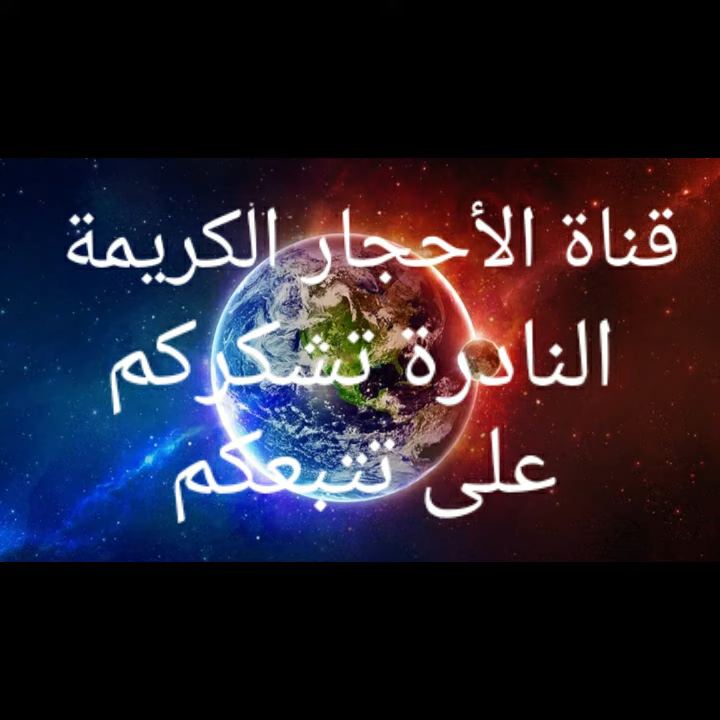 قناة الأحجار الكريمة
النادرة تشكركم
على تتبعكم